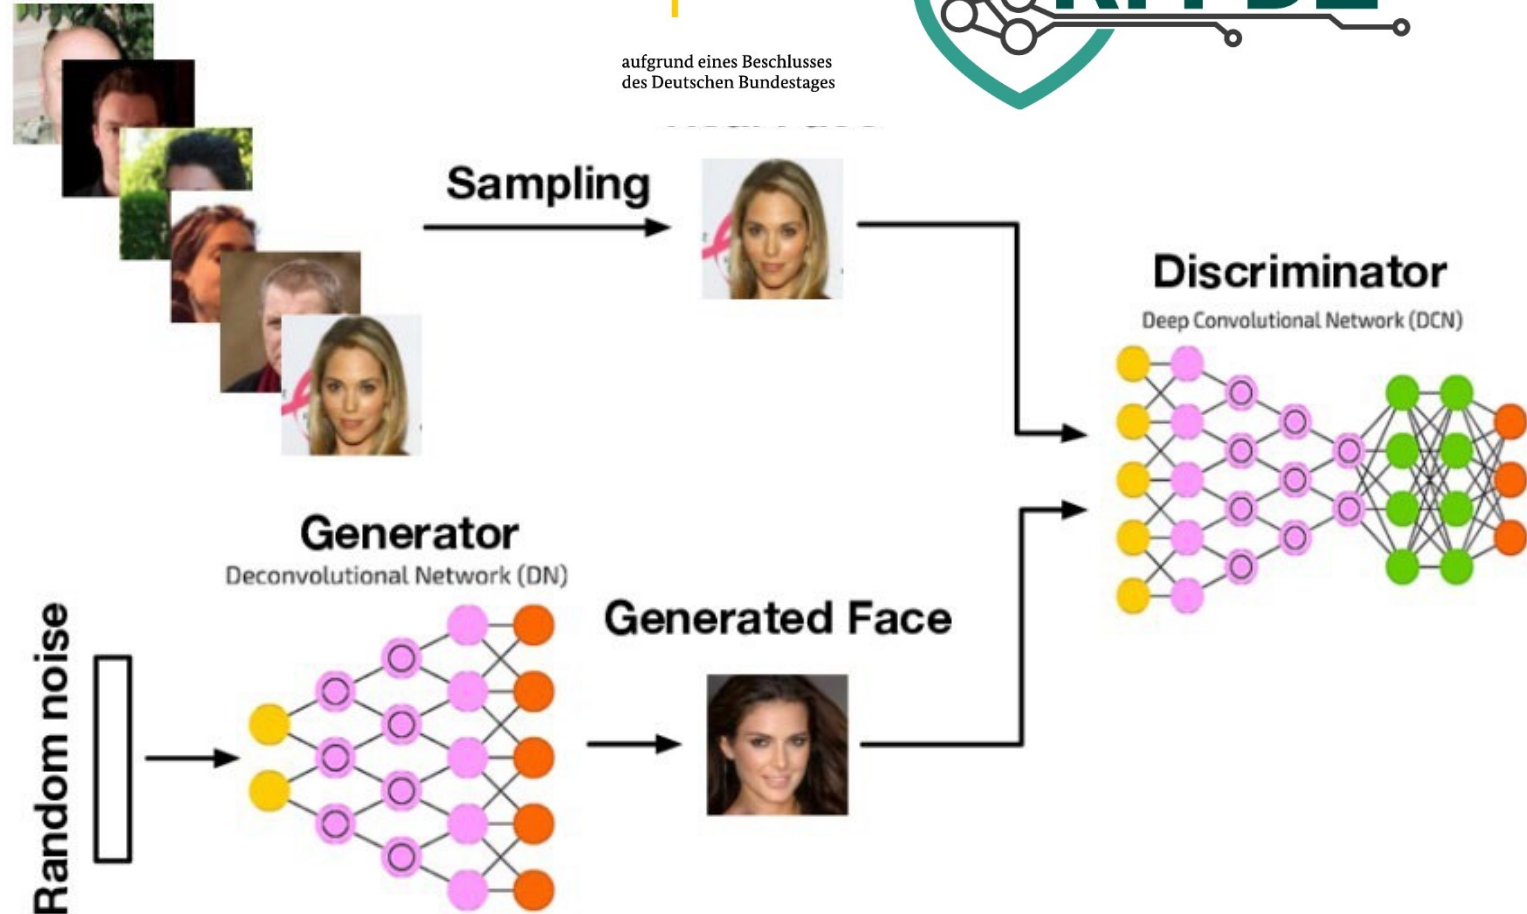 aufgrund eines Beschlusses
des Deutschen Bundestages
Sampling
Discriminator
Deep Convolutional Network (DCN)
Generator
Deconvolutional Network (DN)
Generated Face
Random noise